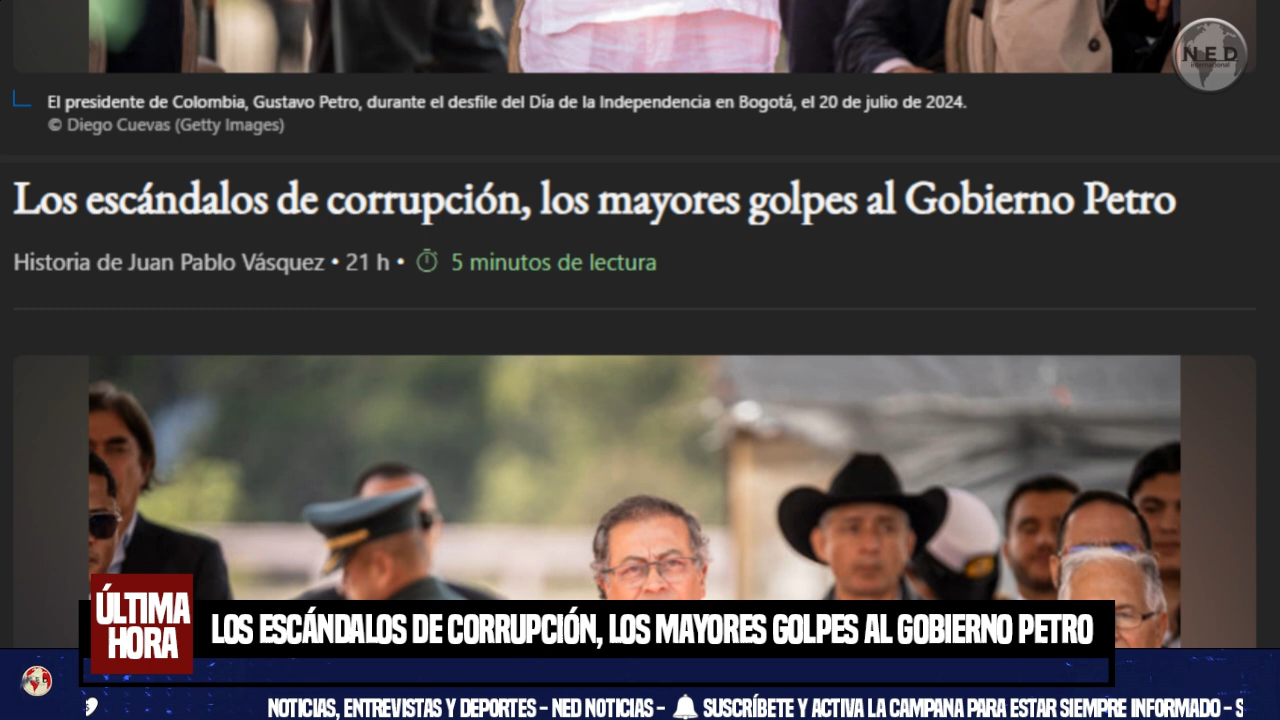 NED
international
El presidente de Colombia, Gustavo Petro, durante el desfile del Día de la Independencia en Bogotá, el 20 de julio de 2024.
© Diego Cuevas (Getty Images)
Los escándalos de corrupción, los mayores golpes al Gobierno Petro
Historia de Juan Pablo Vásquez • 21 h • 5 minutos de lectura
ÚLTIMA
HORA
LOS ESCÁNDALOS DE CORRUPCIÓN, LOS MAYORES GOLPES AL GOBIERNO PETRO
NOTICIAS, ENTREVISTAS Y DEPORTES - NED NOTICIAS - SUSCRÍBETE Y ACTIVA LA CAMPANA PARA ESTAR SIEMPRE INFORMADO - S